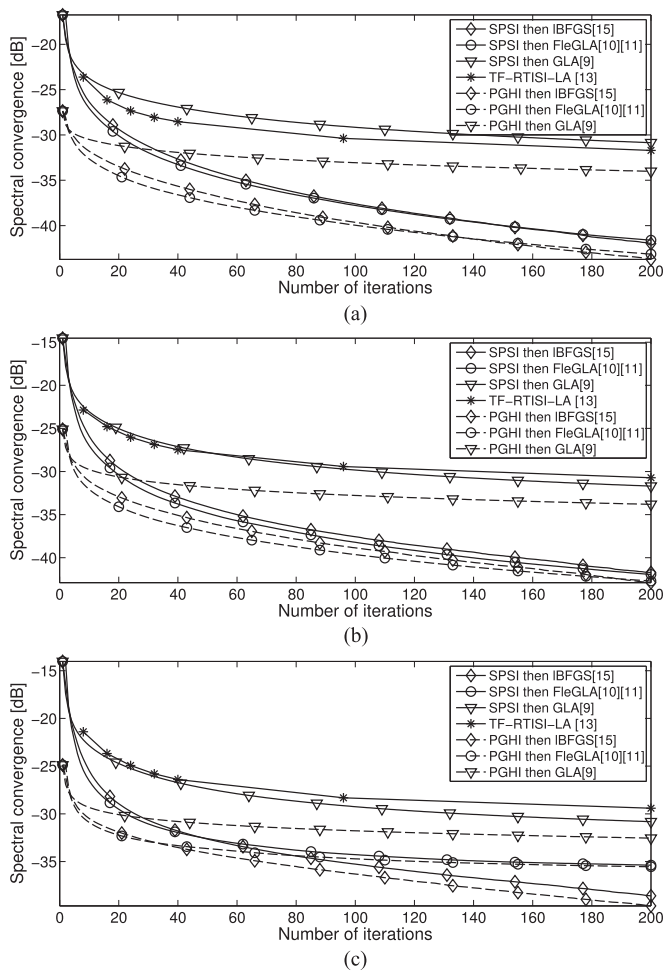 SPSI then lBFGS[15]
SPSI then FleGLA[10][11]
SPSI then GLA[9]
TF−RTISI−LA [13]
PGHI then lBFGS[15]
PGHI then FleGLA[10][11]
PGHI then GLA[9]
Spectral convergence [dB]
−20
−25
−30
−35
−40
0 20 40 60 80 100 120 140 160 180 200
Number of iterations
(a)
SPSI then lBFGS[15]
SPSI then FleGLA[10][11]
SPSI then GLA[9]
TF−RTISI−LA [13]
PGHI then lBFGS[15]
PGHI then FleGLA[10][11]
PGHI then GLA[9]
Spectral convergence [dB]
−15
−20
−25
−30
−35
−40
0 20 40 60 80 100 120 140 160 180 200
Number of iterations
(b)
SPSI then lBFGS[15]
SPSI then FleGLA[10][11]
SPSI then GLA[9]
TF−RTISI−LA [13]
PGHI then lBFGS[15]
PGHI then FleGLA[10][11]
PGHI then GLA[9]
Spectral convergence [dB]
−15
−20
−25
−30
−35
0 20 40 60 80 100 120 140 160 180 200
Number of iterations
(c)